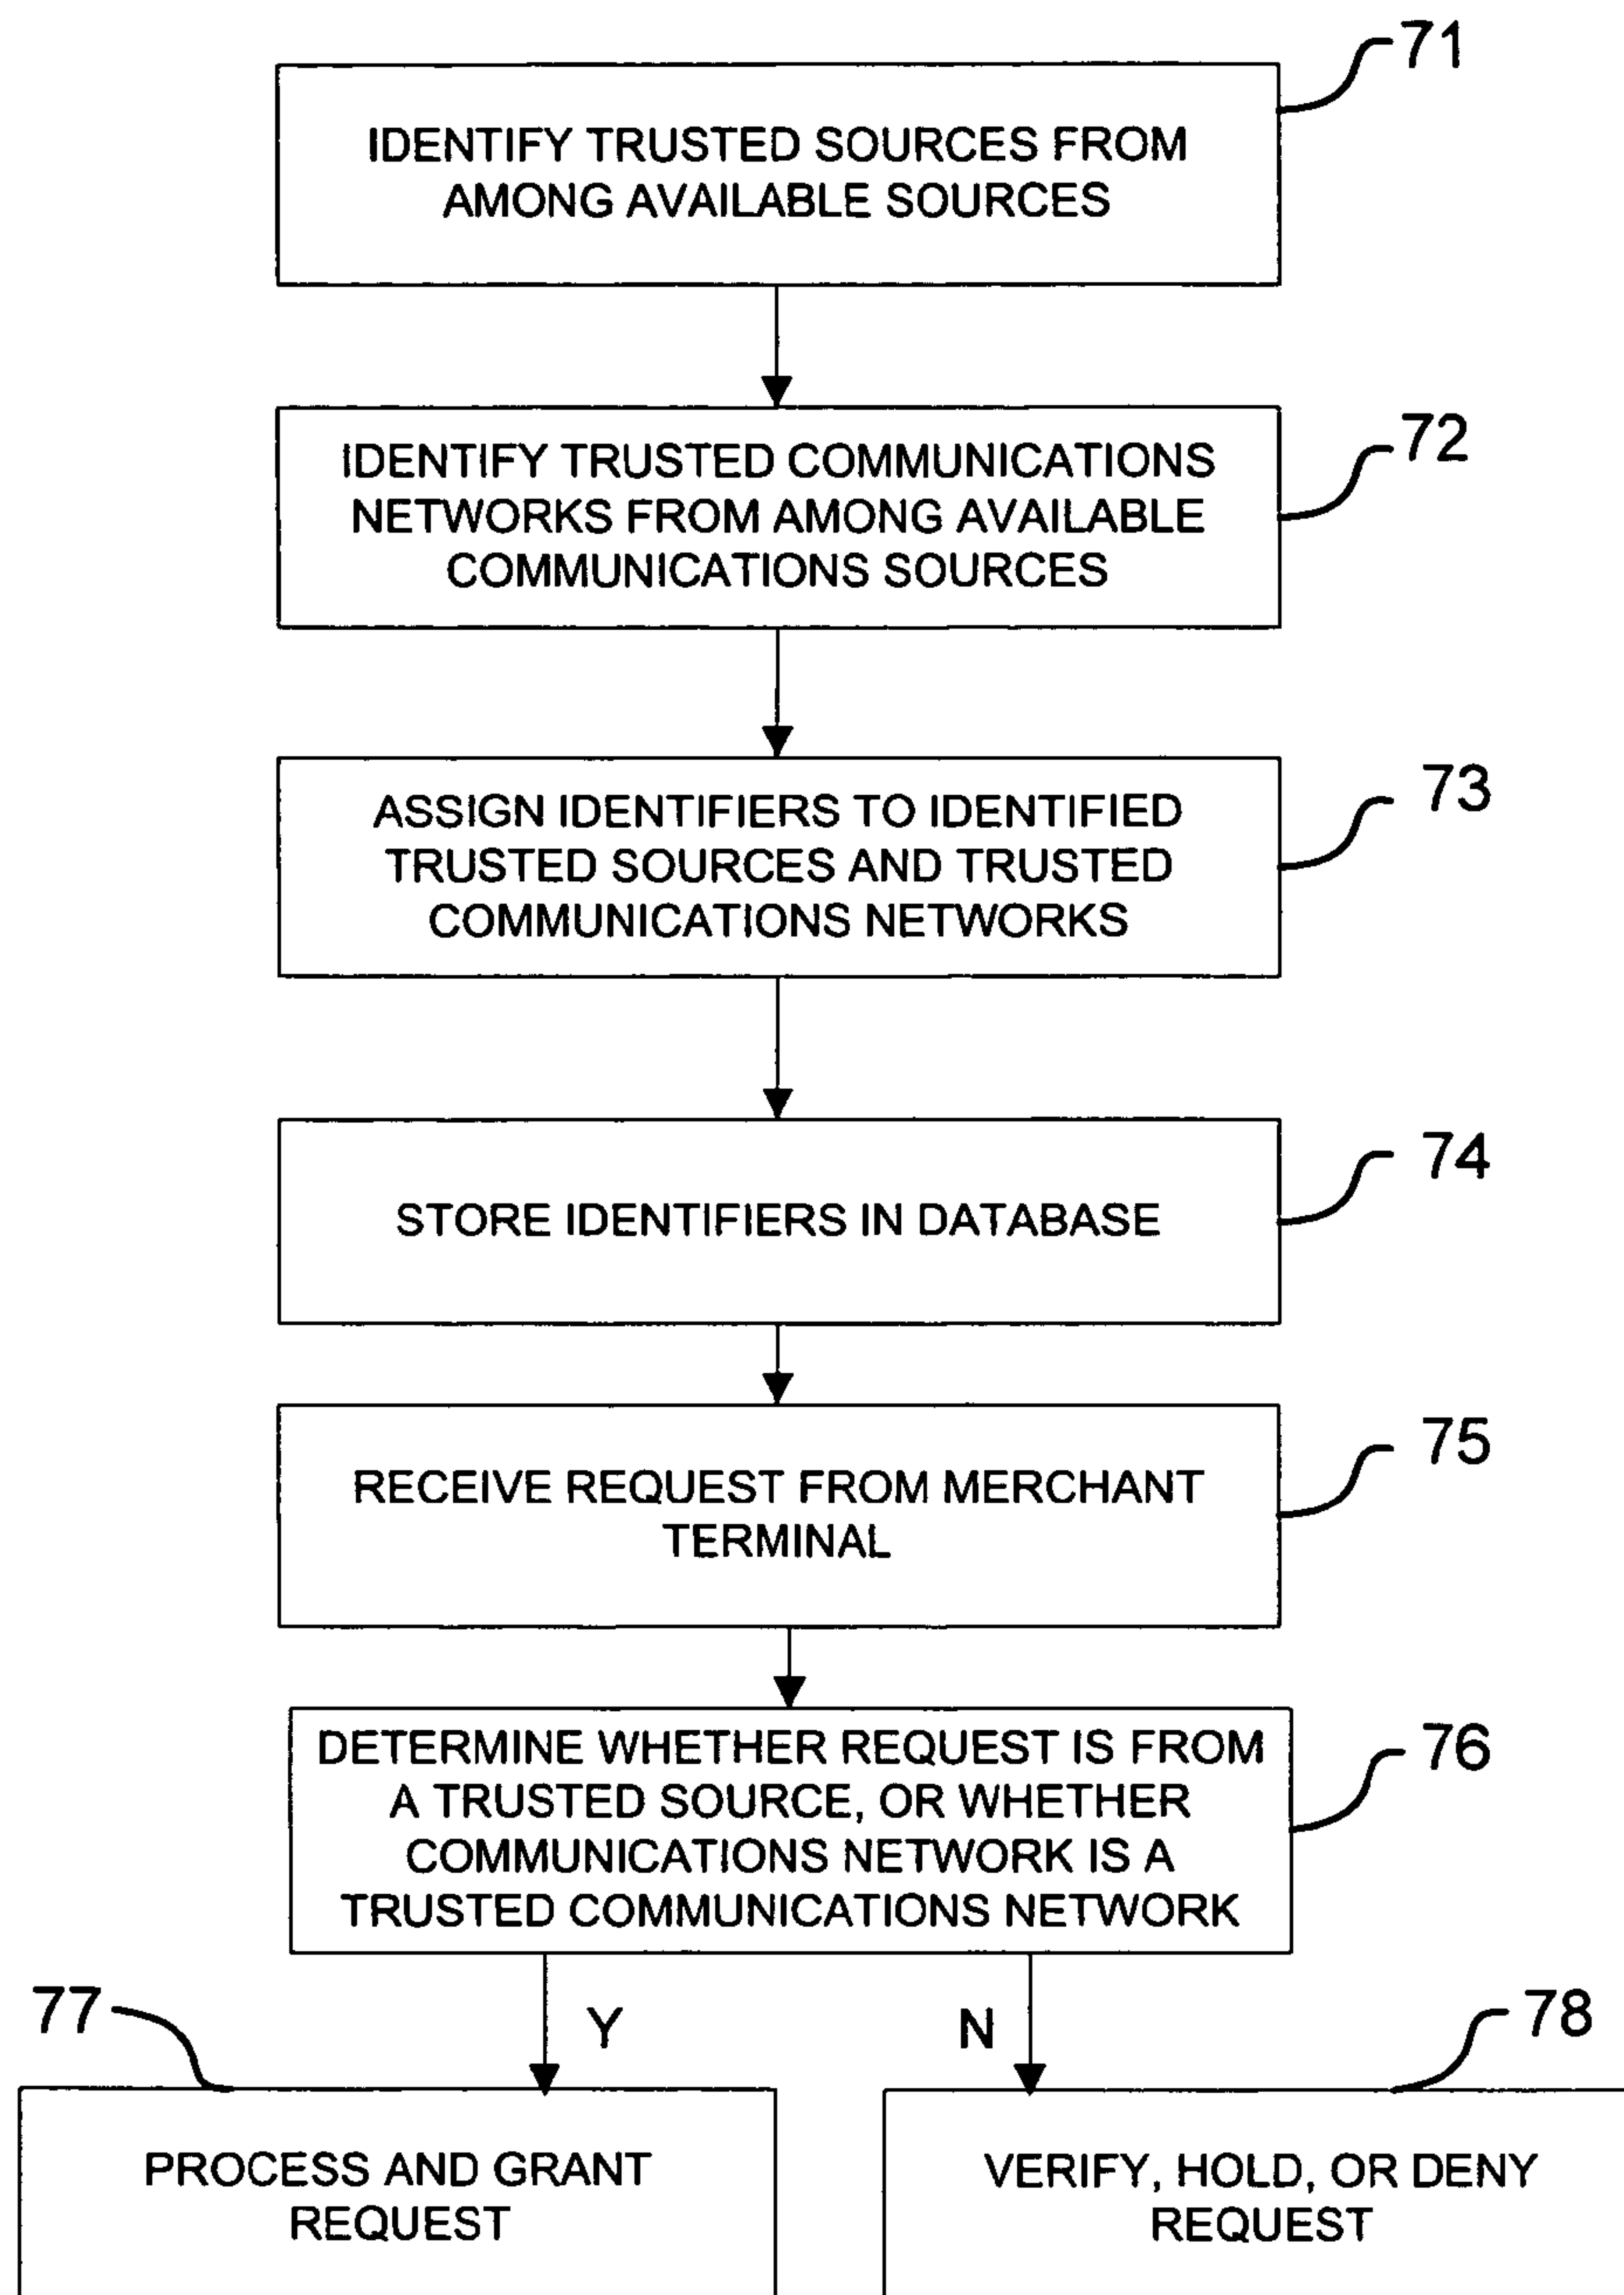 71
IDENTIFY TRUSTED SOURCES FROM
AMONG AVAILABLE SOURCES
72
IDENTIFY TRUSTED COMMUNICATIONS
NETWORKS FROM AMONG AVAILABLE
COMMUNICATIONS SOURCES
73
ASSIGN IDENTIFIERS TO IDENTIFIED
TRUSTED SOURCES AND TRUSTED
COMMUNICATIONS NETWORKS
74
STORE IDENTIFIERS IN DATABASE
75
RECEIVE REQUEST FROM MERCHANT
TERMINAL
76
DETERMINE WHETHER REQUEST IS FROM
A TRUSTED SOURCE, OR WHETHER
COMMUNICATIONS NETWORK IS A
TRUSTED COMMUNICATIONS NETWORK
77
Y
N
78
PROCESS AND GRANT
REQUEST
VERIFY, HOLD, OR DENY
REQUEST